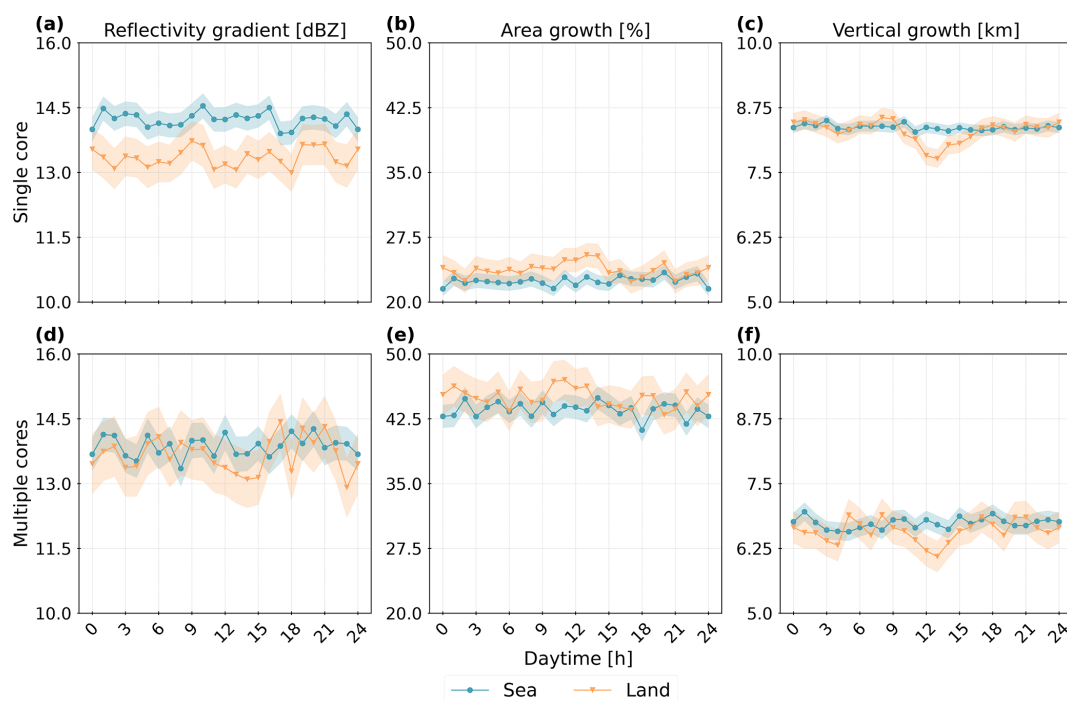 (a) Reflectivity gradient [dBZ] (b) Area growth [%] (c) Vertical growth [km]
16.0 50.0 10.0
14.5 42.5 8.75
13.0 35.0 7.5
11.5 27.5 6.25
10.0 20.0 5.0
Single core
(d) (e) (f)
16.0 50.0 10.0
14.5 42.5 8.75
13.0 35.0 7.5
11.5 27.5 6.25
10.0 20.0 5.0
Multiple cores
0 3 6 9 12 15 18 21 24 0 3 6 9 12 15 18 21 24 0 3 6 9 12 15 18 21 24
Daytime [h]
Sea Land